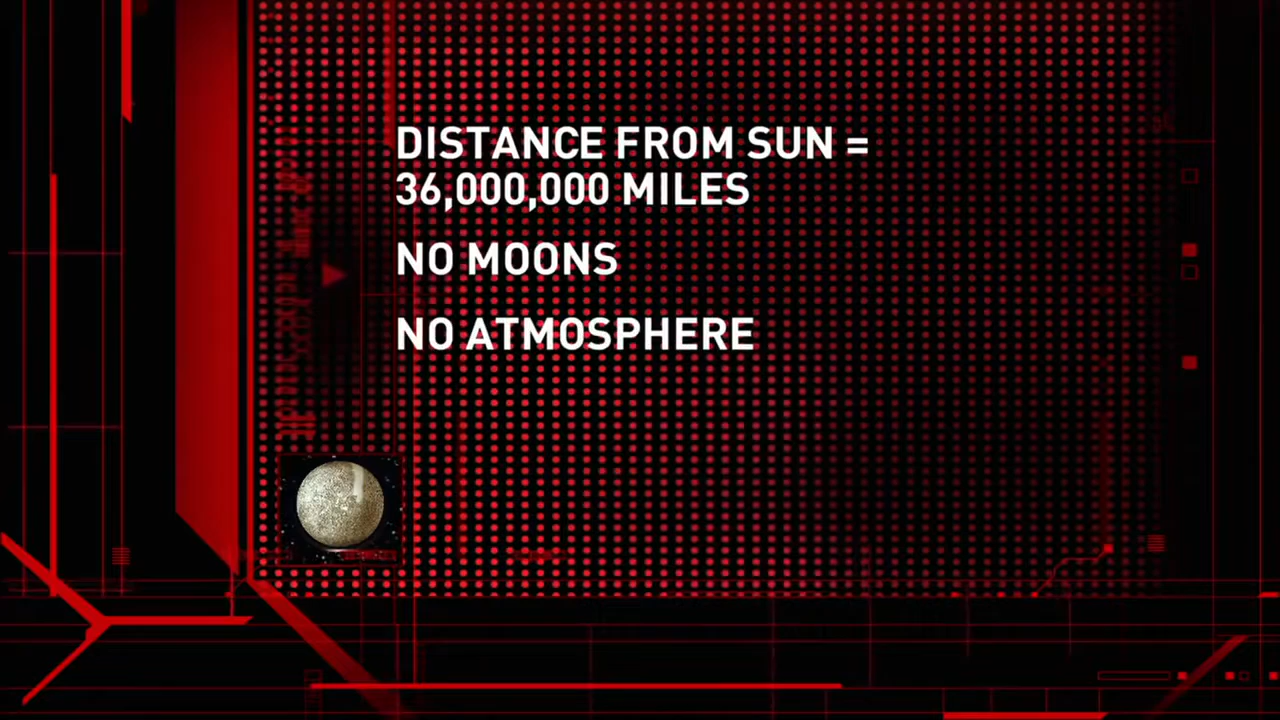 DISTANCE FROM SUN =
36,000,000 MILES
NO MOONS
NO ATMOSPHERE